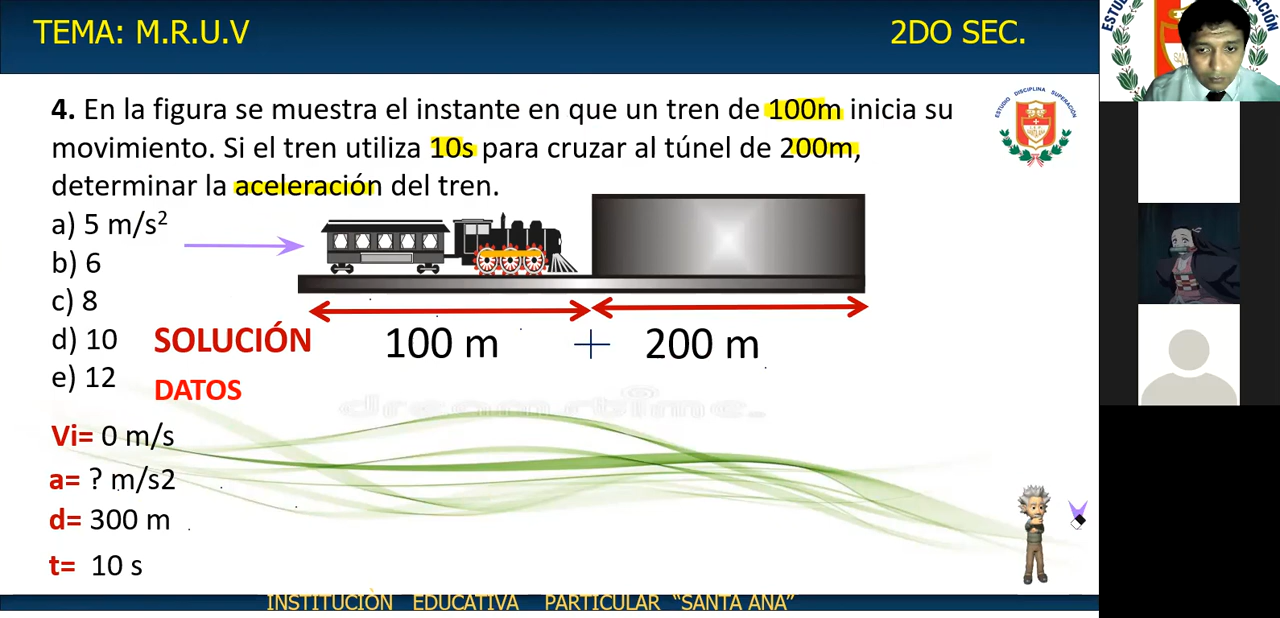 TEMA: M.R.U.V
2DO SEC.
4. En la figura se muestra el instante en que un tren de 100m inicia su
movimiento. Si el tren utiliza 10s para cruzar al túnel de 200m,
determinar la aceleración del tren.
a) 5 m/s²
b) 6
c) 8
d) 10
e) 12
100 m + 200 m
SOLUCIÓN
DATOS
Vi= 0 m/s
a= ? m/s2
d= 300 m
t= 10 s
INSTITUCIÒN EDUCATIVA PARTICULAR “SANTA ANA”
ESTUDIO DISCIPLINA SUPERACIÓN
dreamstime